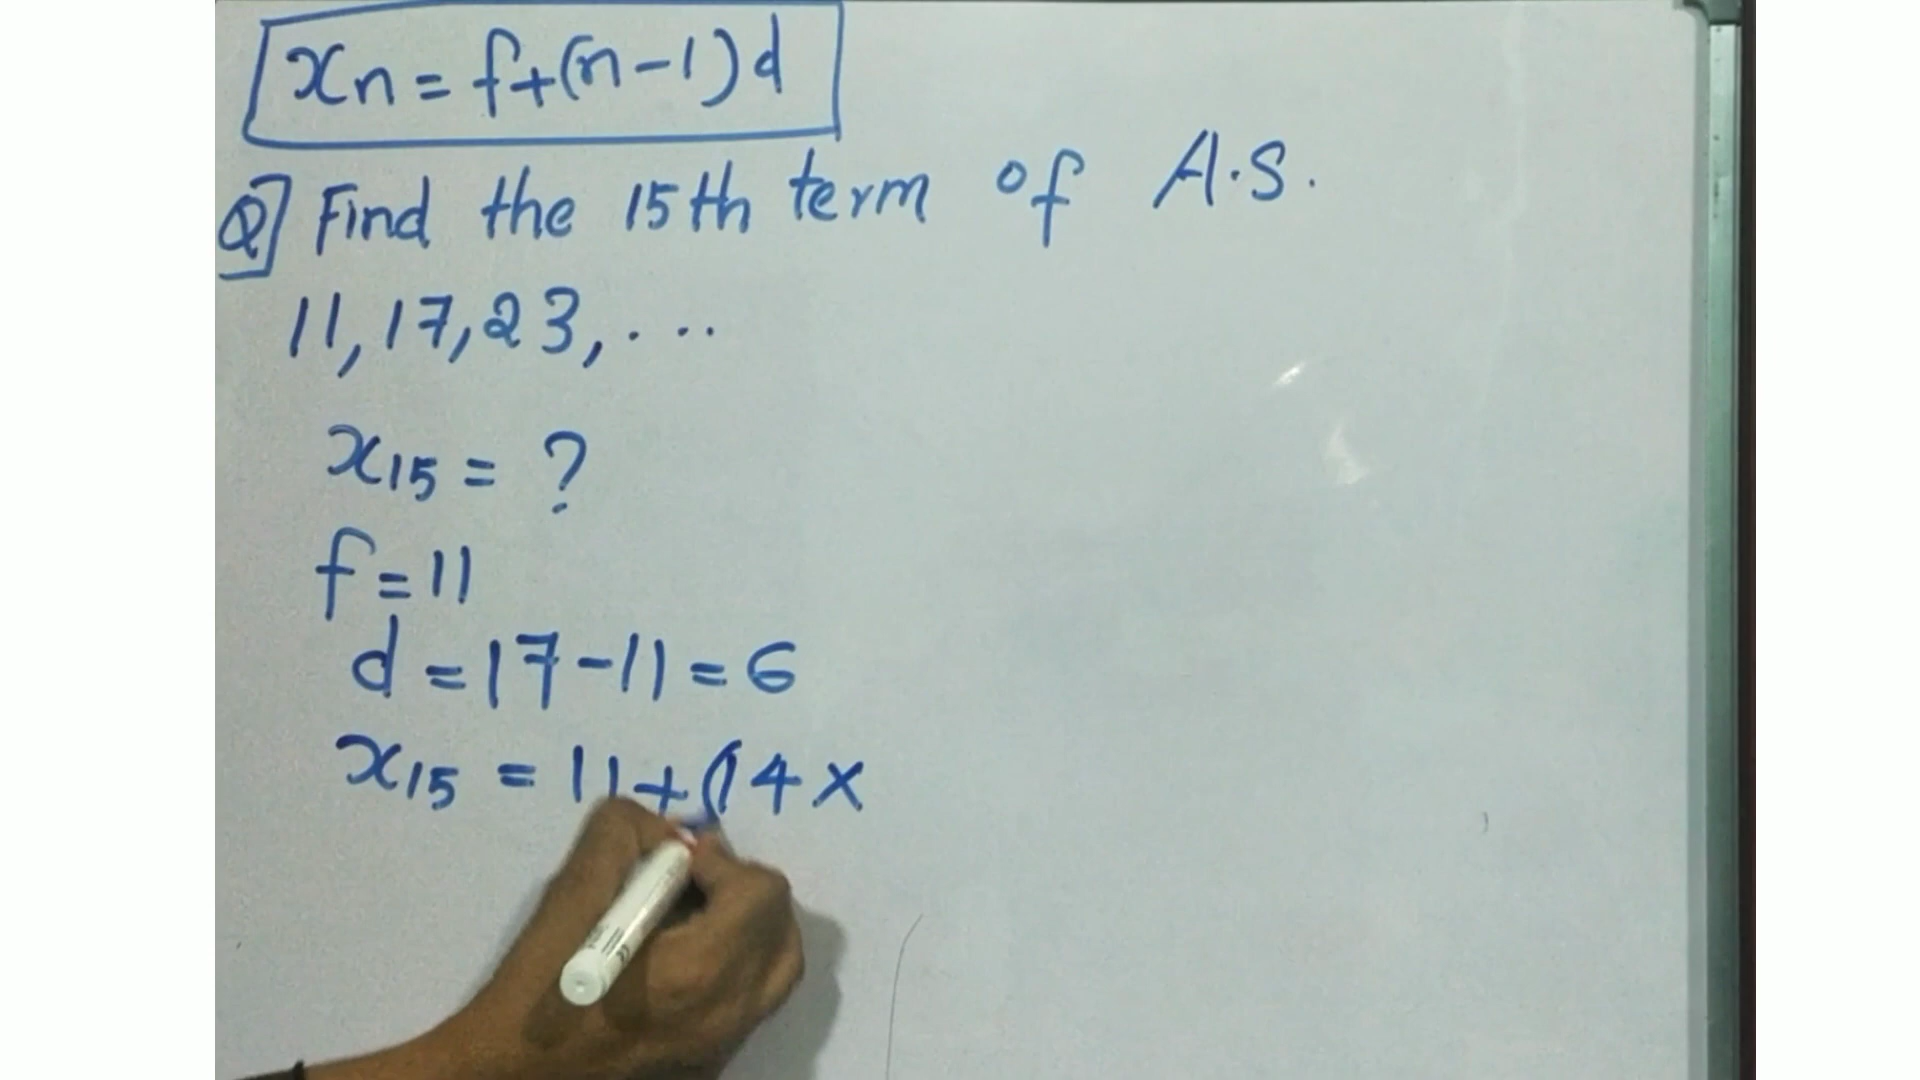 xn = f+(n-1)d
Q] Find the 15th term of A.S.
11, 17, 23, ...
x15 = ?
f = 11
d = 17 - 11 = 6
x15 = 11 + (14 ×